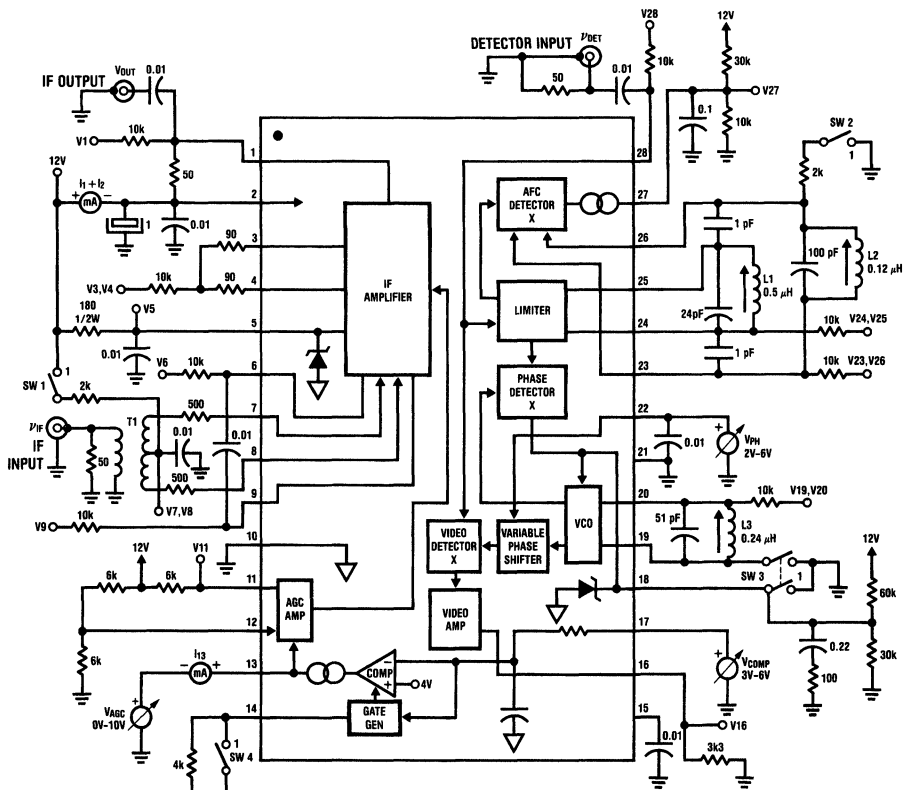 V28
12V
DETECTOR INPUT
νDET
VOUT
0.01
IF OUTPUT
50
0.01
10k
30k
V27
0.1
10k
SW 2
1
V1
10k
1
28
2k
12V
50
I1 + I2
+ mA -
2
27
1
0.01
AFC DETECTOR X
26
1 pF
90
3
100 pF
L2
0.12 μH
V3,V4
10k
90
4
IF AMPLIFIER
LIMITER
25
L1
0.5 μH
24pF
180
1/2W
V5
5
24
10k
V24,V25
0.01
V6
10k
6
1 pF
23
10k
V23,V26
SW 1
1
2k
PHASE DETECTOR X
500
7
22
νIF
IF INPUT
T1
0.01
0.01
0.01
+
VPH
2V–6V
50
8
21
500
9
20
10k
V19,V20
V7,V8
51 pF
L3
0.24 μH
V9
10k
VCO
10
VIDEO DETECTOR X
VARIABLE PHASE SHIFTER
19
12V
12V
V11
SW 3
1
6k
6k
11
18
60k
AGC AMP
VIDEO AMP
12
17
0.22
6k
I13
- mA +
13
COMP
-
+
4V
16
+
VCOMP
3V–6V
100
30k
VAGC
0V–10V
+
14
GATE GEN
15
V16
0.01
1
SW 4
4k
3k3